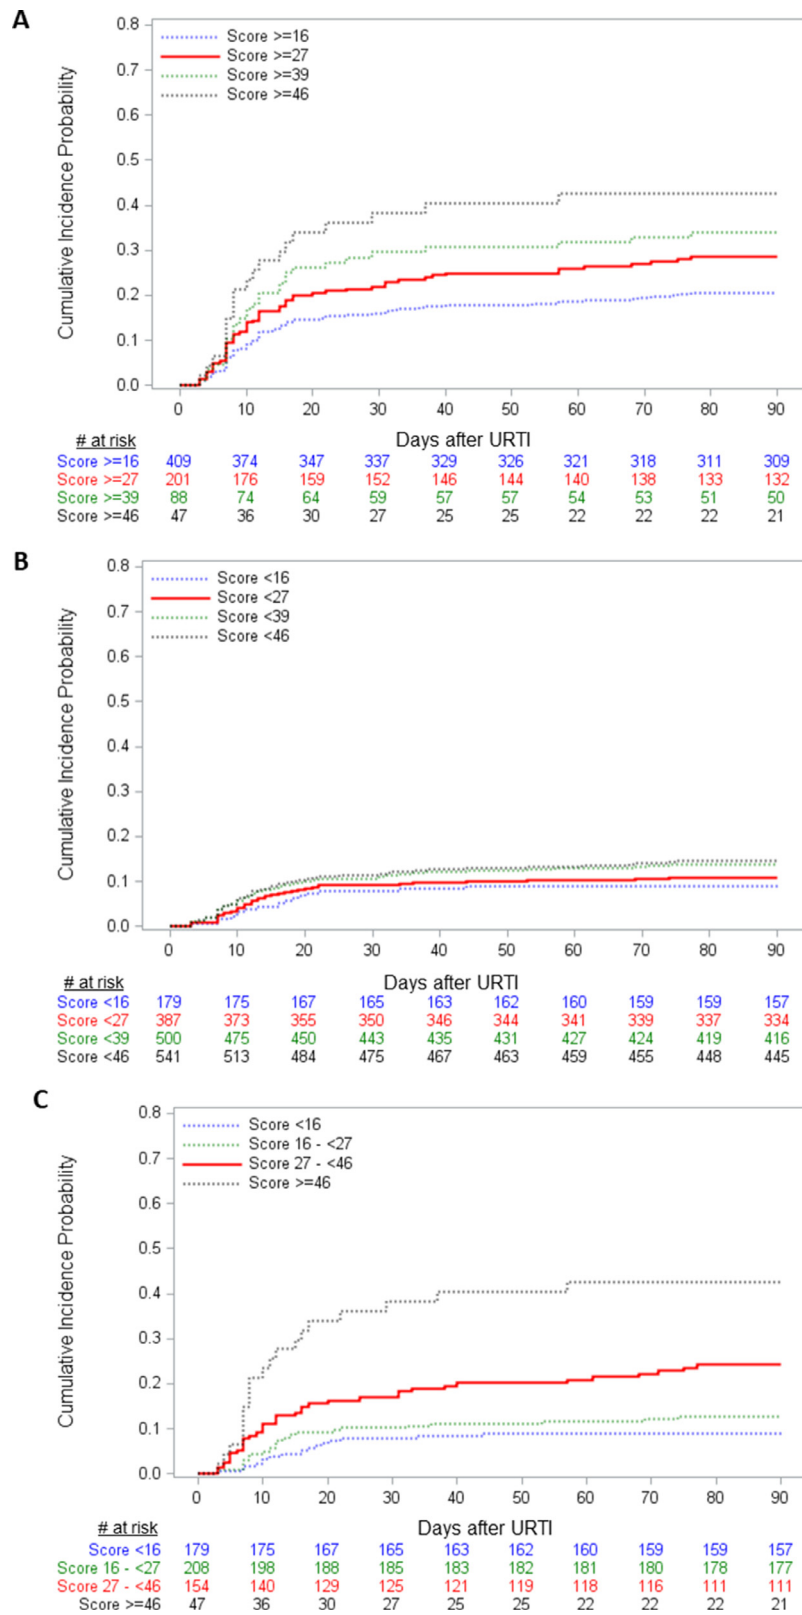 A
0.8
0.7
0.6
0.5
0.4
0.3
0.2
0.1
0.0
Cumulative Incidence Probability
Score >=16
Score >=27
Score >=39
Score >=46
0 10 20 30 40 50 60 70 80 90
# at risk Days after URTI
Score >=16 409 374 347 337 329 326 321 318 311 309
Score >=27 201 176 159 152 146 144 140 138 133 132
Score >=39 88 74 64 59 57 57 54 53 51 50
Score >=46 47 36 30 27 25 25 22 22 22 21
B
0.8
0.7
0.6
0.5
0.4
0.3
0.2
0.1
0.0
Cumulative Incidence Probability
Score <16
Score <27
Score <39
Score <46
0 10 20 30 40 50 60 70 80 90
# at risk Days after URTI
Score <16 179 175 167 165 163 162 160 159 159 157
Score <27 387 373 355 350 346 344 341 339 337 334
Score <39 500 475 450 443 435 431 427 424 419 416
Score <46 541 513 484 475 467 463 459 455 448 445
C
0.8
0.7
0.6
0.5
0.4
0.3
0.2
0.1
0.0
Cumulative Incidence Probability
Score <16
Score 16 - <27
Score 27 - <46
Score >=46
0 10 20 30 40 50 60 70 80 90
# at risk Days after URTI
Score <16 179 175 167 165 163 162 160 159 159 157
Score 16 - <27 208 198 188 185 183 182 181 180 178 177
Score 27 - <46 154 140 129 125 121 119 118 116 111 111
Score >=46 47 36 30 27 25 25 22 22 22 21